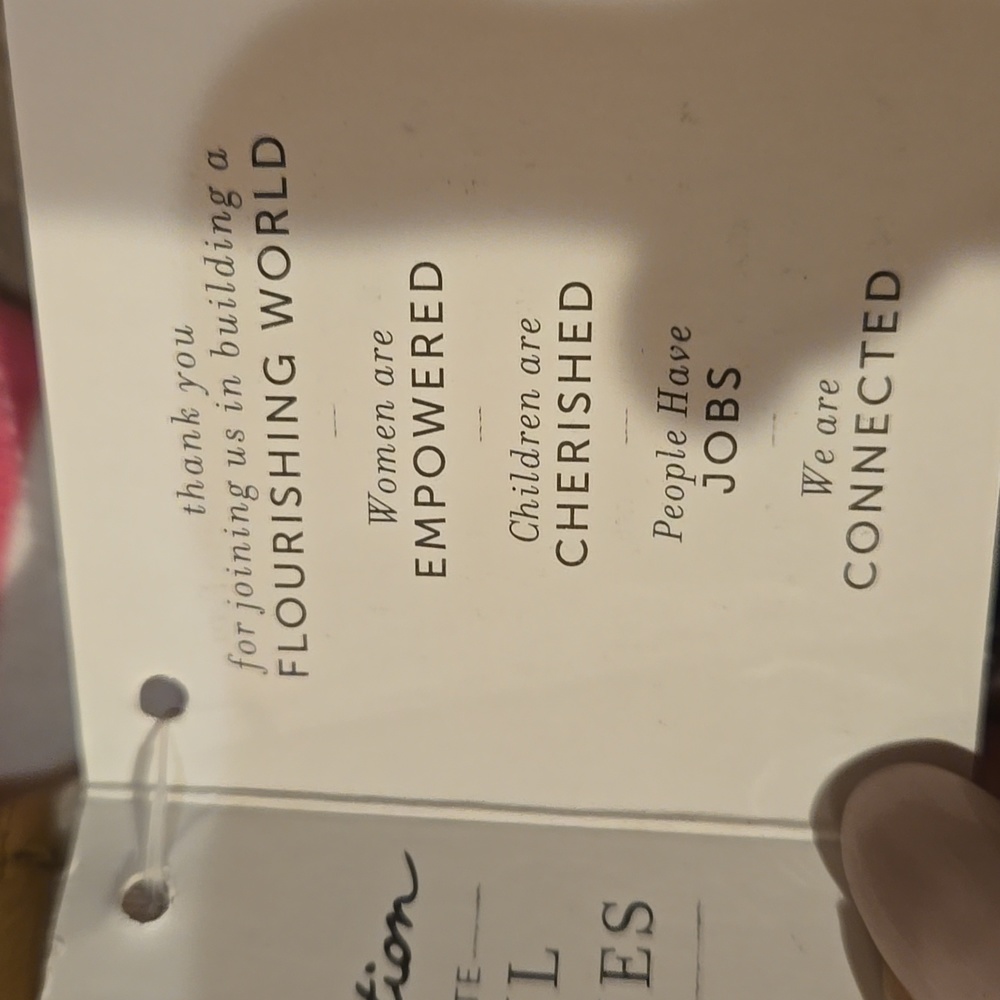 thank you
for joining us in building a
FLOURISHING WORLD
Women are
EMPOWERED
Children are
CHERISHED
People Have
JOBS
We are
CONNECTED